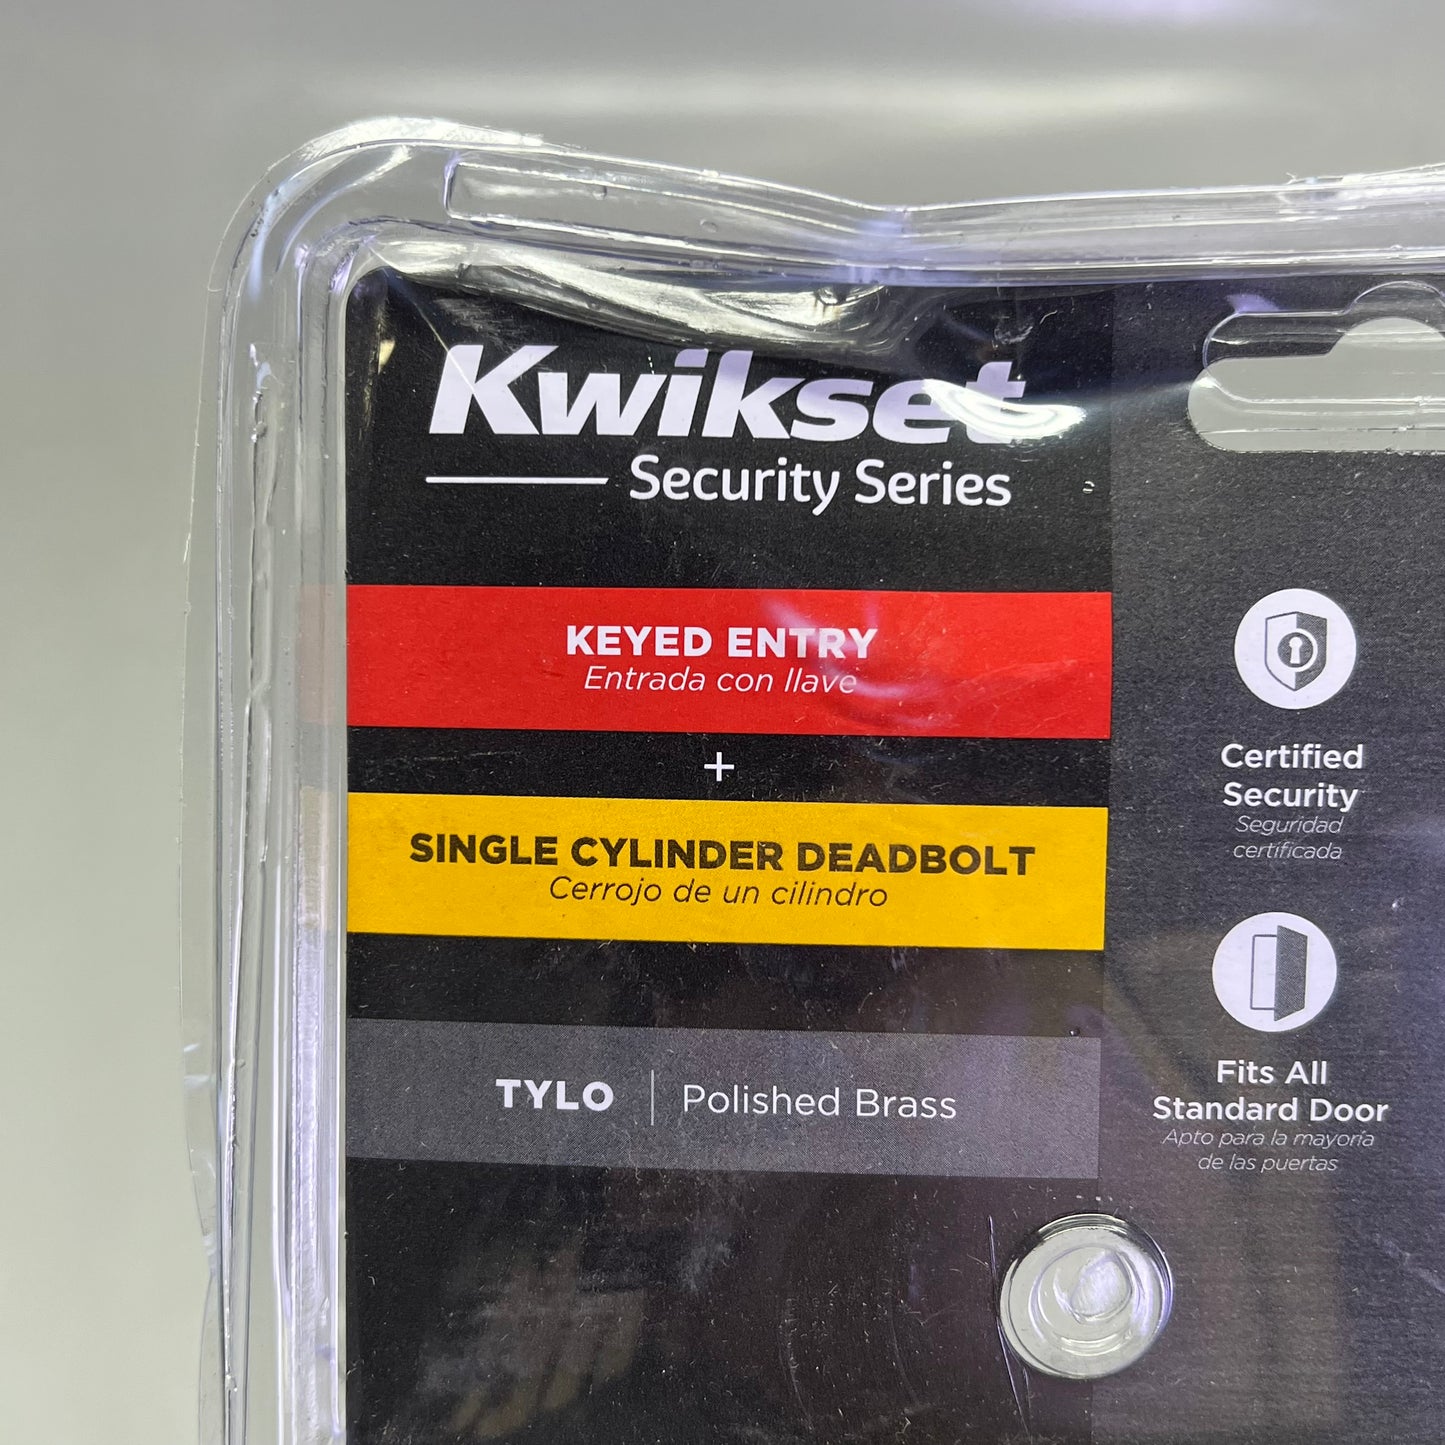 Kwikset
Security Series
KEYED ENTRY
Entrada con llave
+
SINGLE CYLINDER DEADBOLT
Cerrojo de un cilindro
TYLO | Polished Brass
Certified
Security
Seguridad
certificada
Fits All
Standard Door
Apto para la mayoría
de las puertas